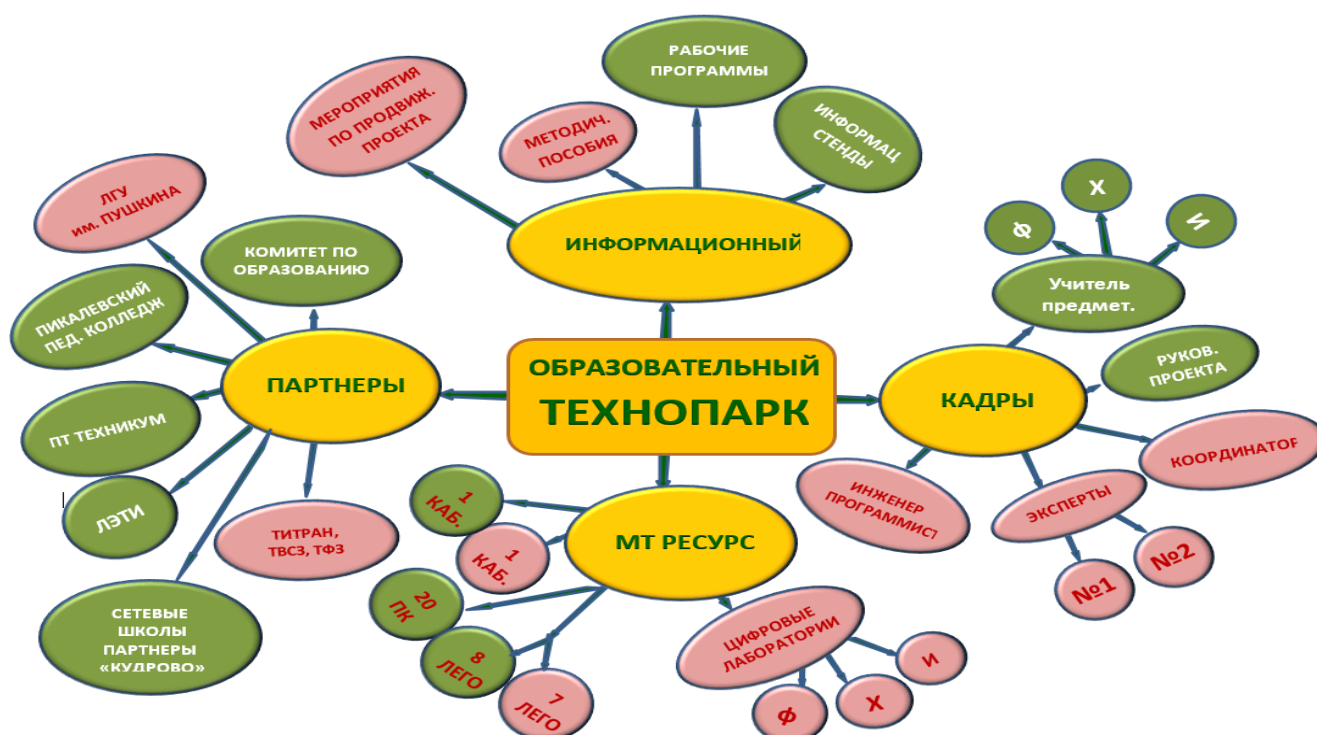 РАБОЧИЕ
ПРОГРАММЫ
МЕРОПРИЯТИЯ
ПО ПРОДВИЖ.
ПРОЕКТА
МЕТОДИЧ.
ПОСОБИЯ
ИНФОРМАЦ
СТЕНДЫ
ИНФОРМАЦИОННЫЙ
ЛГУ
им. ПУШКИНА
КОМИТЕТ ПО
ОБРАЗОВАНИЮ
ПИКАЛЕВСКИЙ
ПЕД. КОЛЛЕДЖ
ПТ ТЕХНИКУМ
ЛЭТИ
СЕТЕВЫЕ
ШКОЛЫ
ПАРТНЕРЫ
«КУДРОВО»
ТИТРАН,
ТВСЗ, ТФЗ
ПАРТНЕРЫ
ОБРАЗОВАТЕЛЬНЫЙ
ТЕХНОПАРК
КАДРЫ
Ф
Х
И
Учитель
предмет.
РУКОВ.
ПРОЕКТА
КООРДИНАТОР
ЭКСПЕРТЫ
№1
№2
ИНЖЕНЕР
ПРОГРАММИСТ
МТ РЕСУРС
1
КАБ.
1
КАБ.
20
ПК
8
ЛЕГО
7
ЛЕГО
ЦИФРОВЫЕ
ЛАБОРАТОРИИ
Ф
Х
И